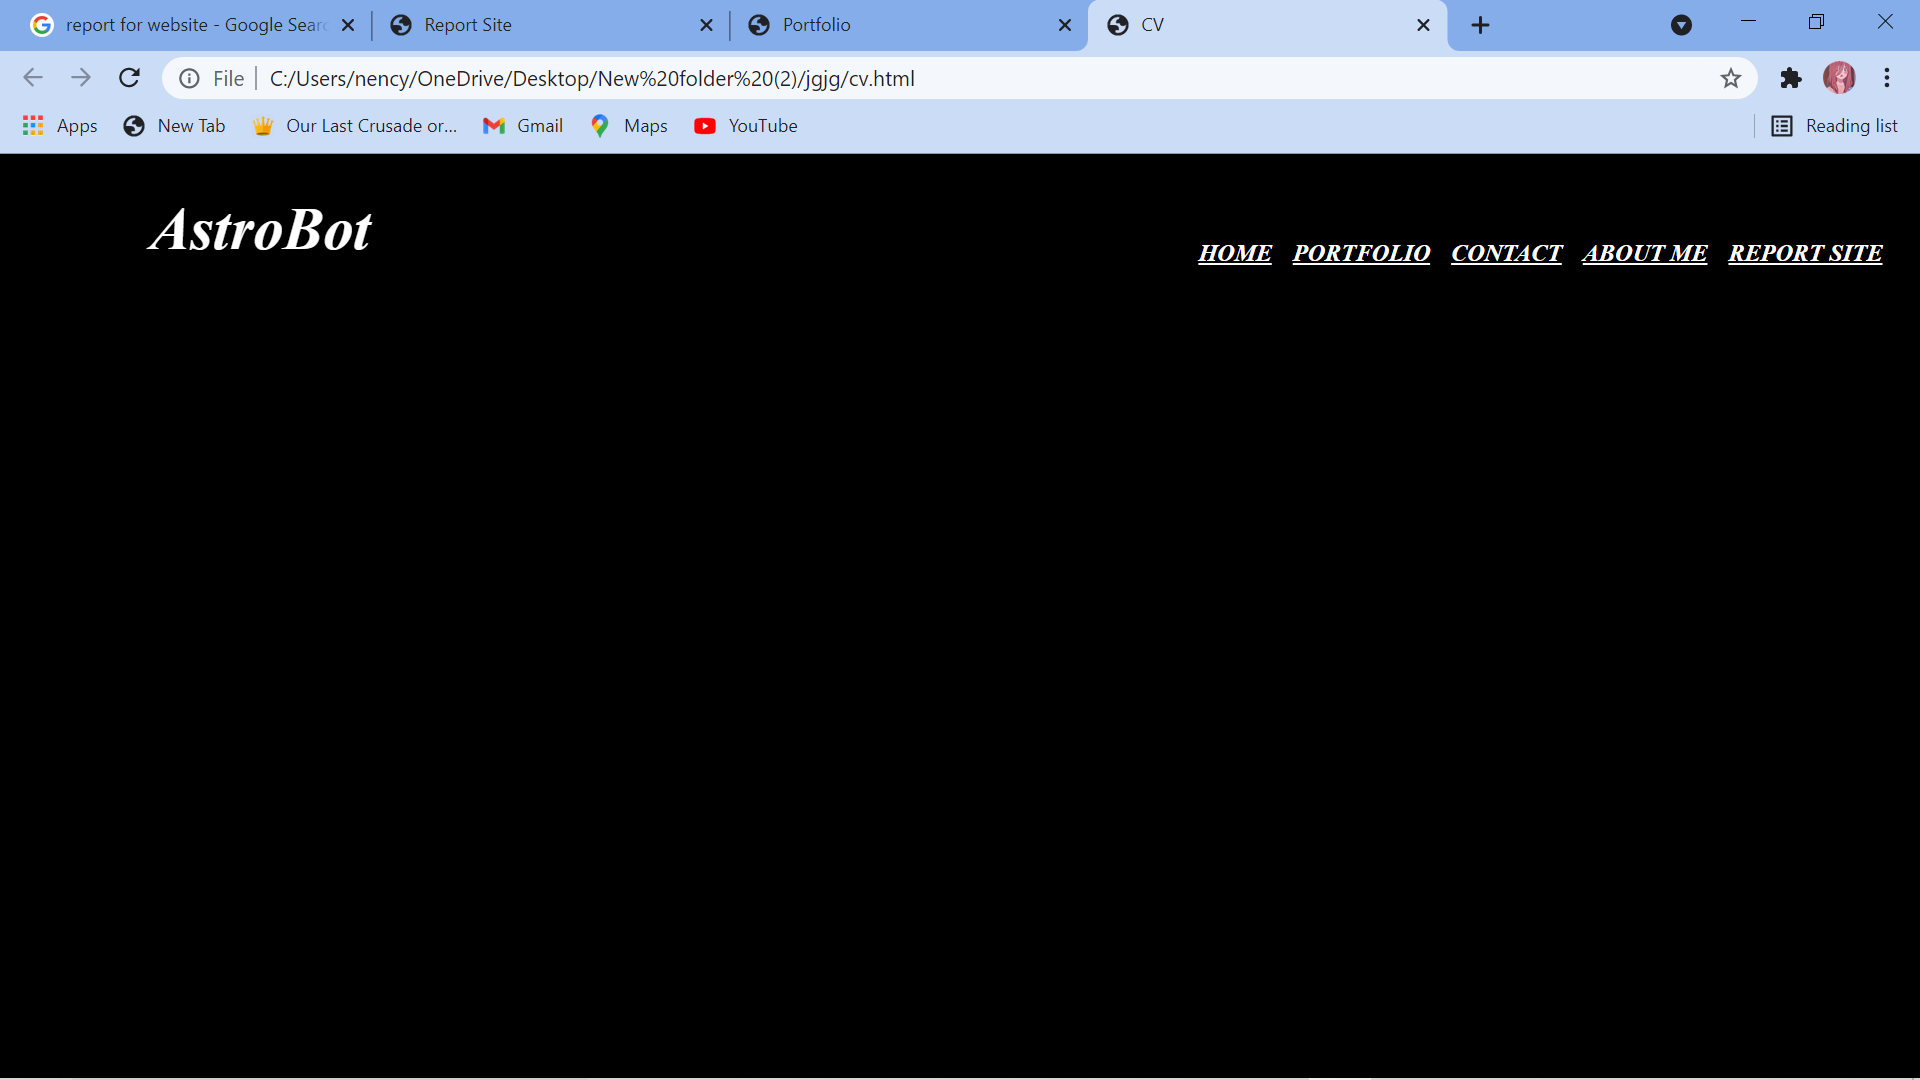 report for website - Google Sear
Report Site
Portfolio
CV
File
C:/Users/nency/OneDrive/Desktop/New%20folder%20(2)/jgjg/cv.html
Apps
New Tab
Our Last Crusade or...
Gmail
Maps
YouTube
Reading list
AstroBot
HOME PORTFOLIO CONTACT ABOUT ME REPORT SITE